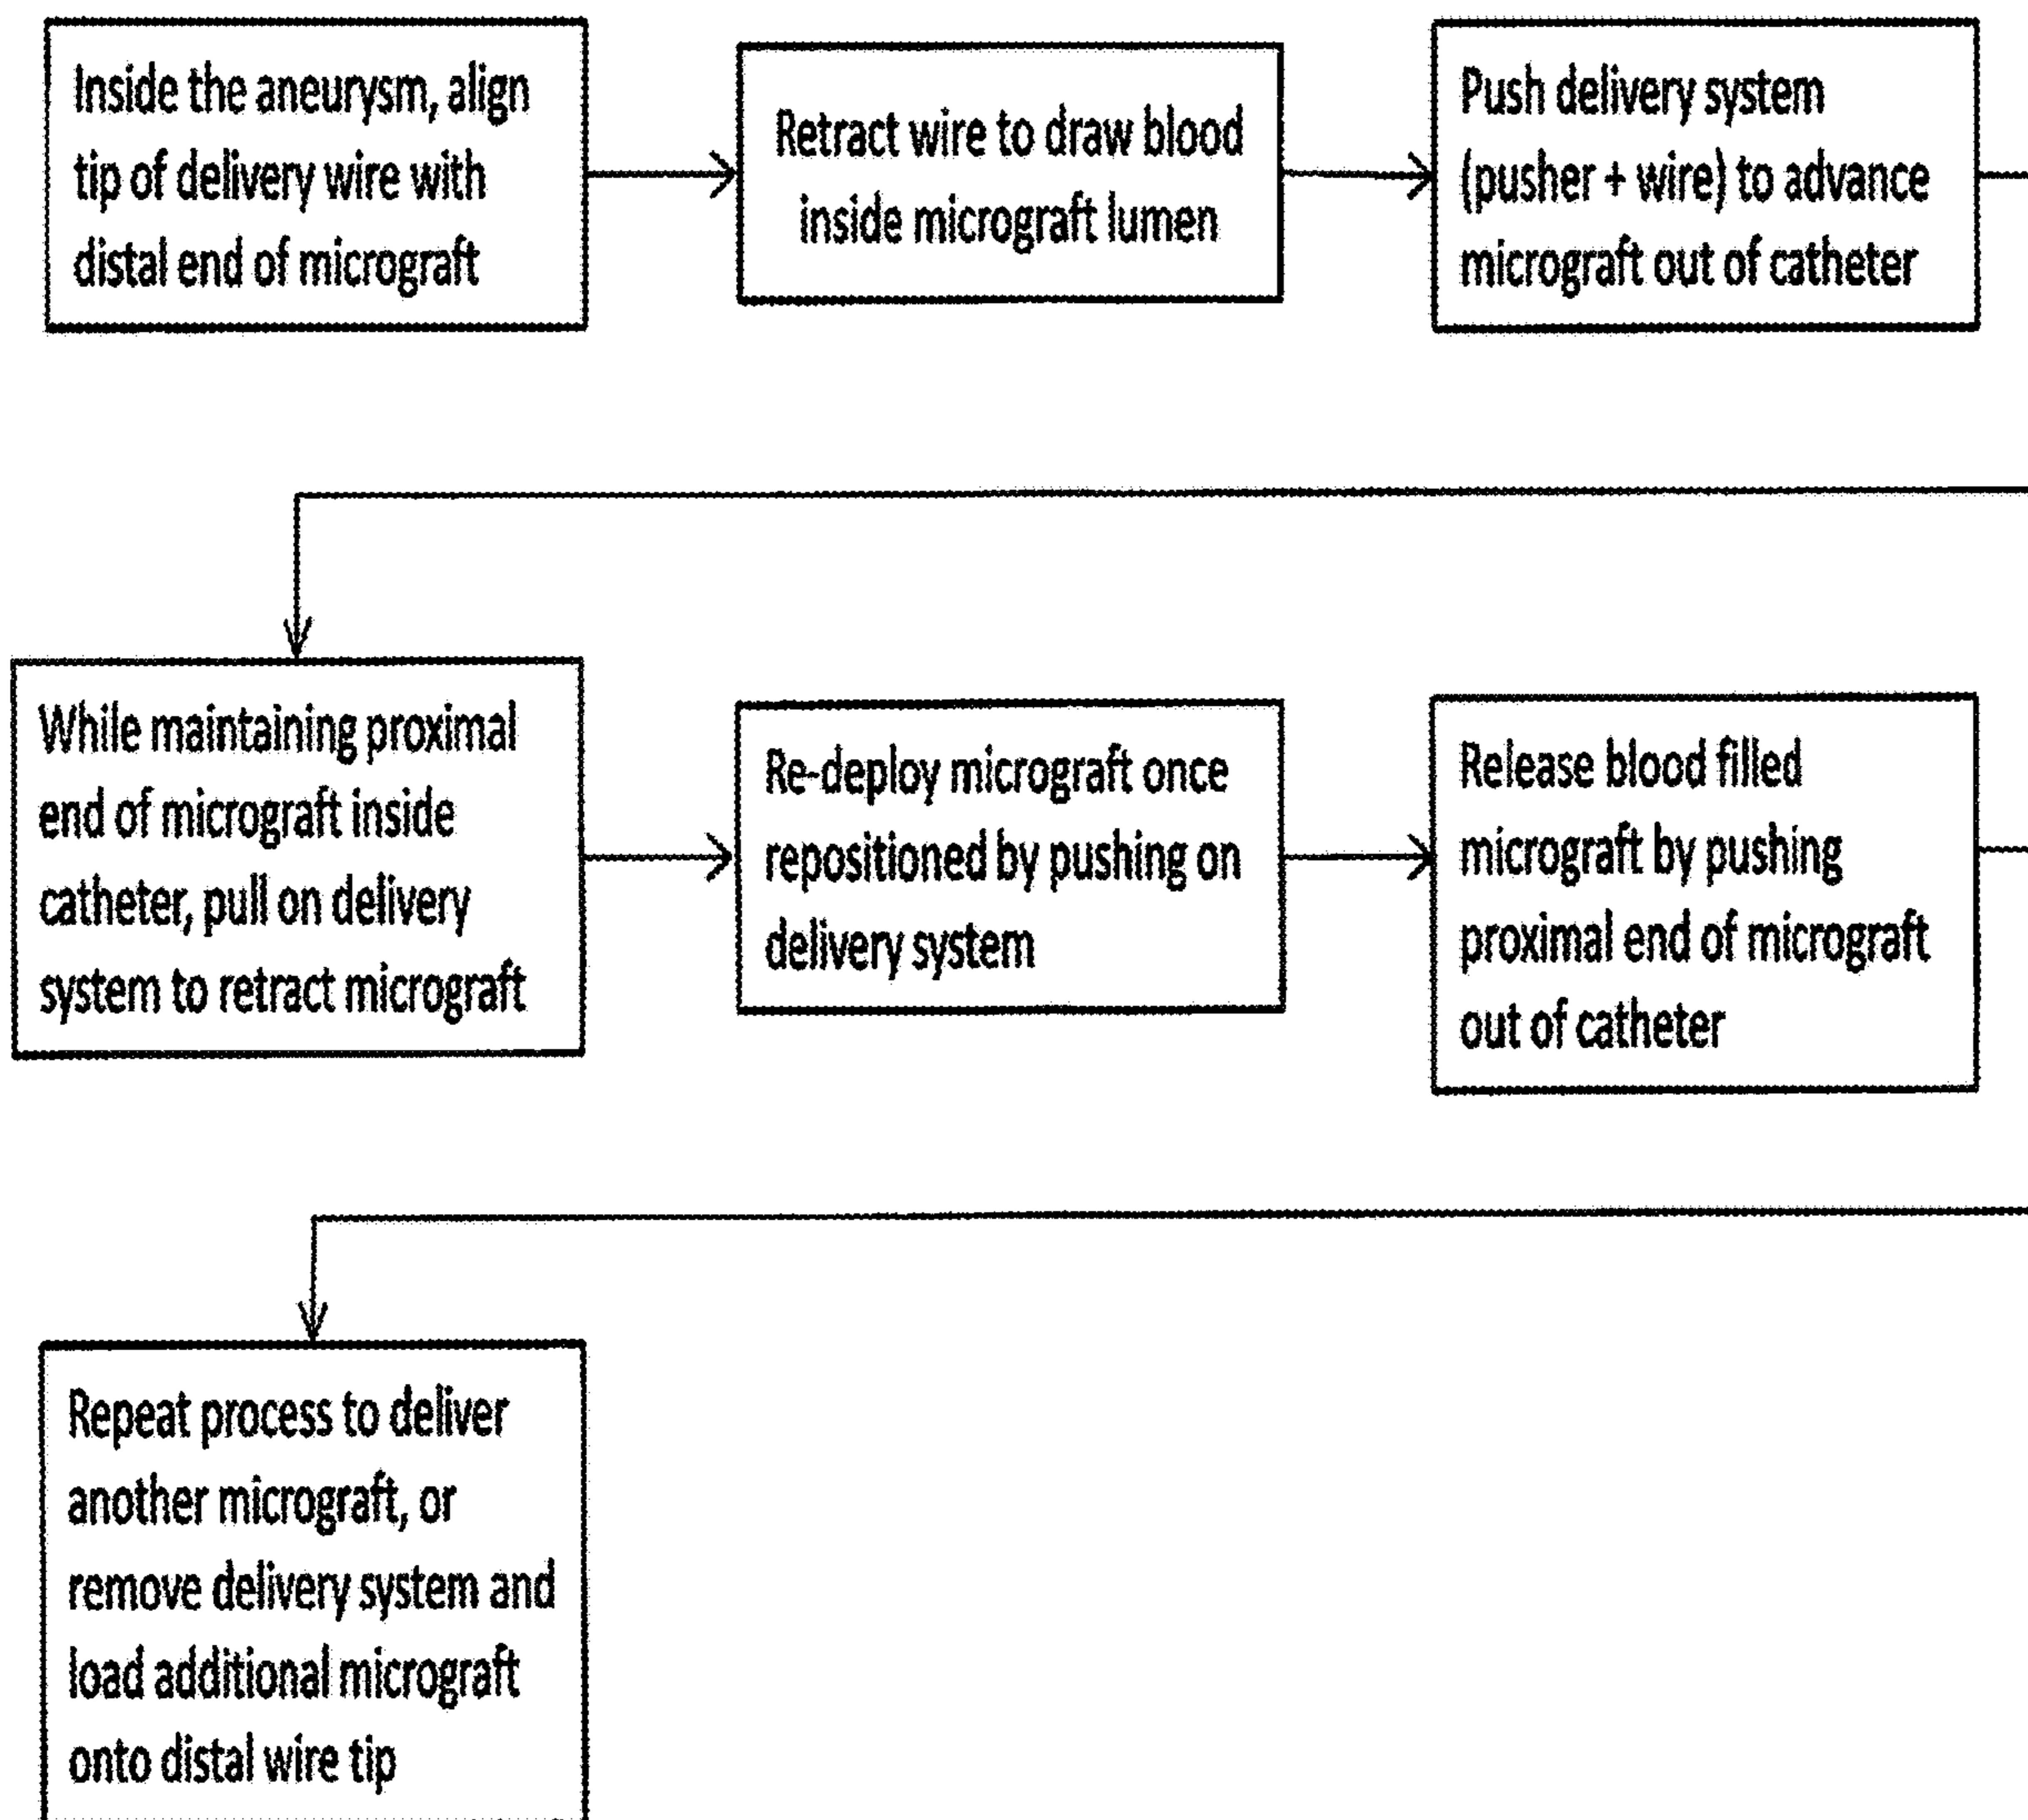 Inside the aneurysm, align
tip of delivery wire with
distal end of micrograft
Retract wire to draw blood
inside micrograft lumen
Push delivery system
(pusher + wire) to advance
micrograft out of catheter
While maintaining proximal
end of micrograft inside
catheter, pull on delivery
system to retract micrograft
Re-deploy micrograft once
repositioned by pushing on
delivery system
Release blood filled
micrograft by pushing
proximal end of micrograft
out of catheter
Repeat process to deliver
another micrograft, or
remove delivery system and
load additional micrograft
onto distal wire tip